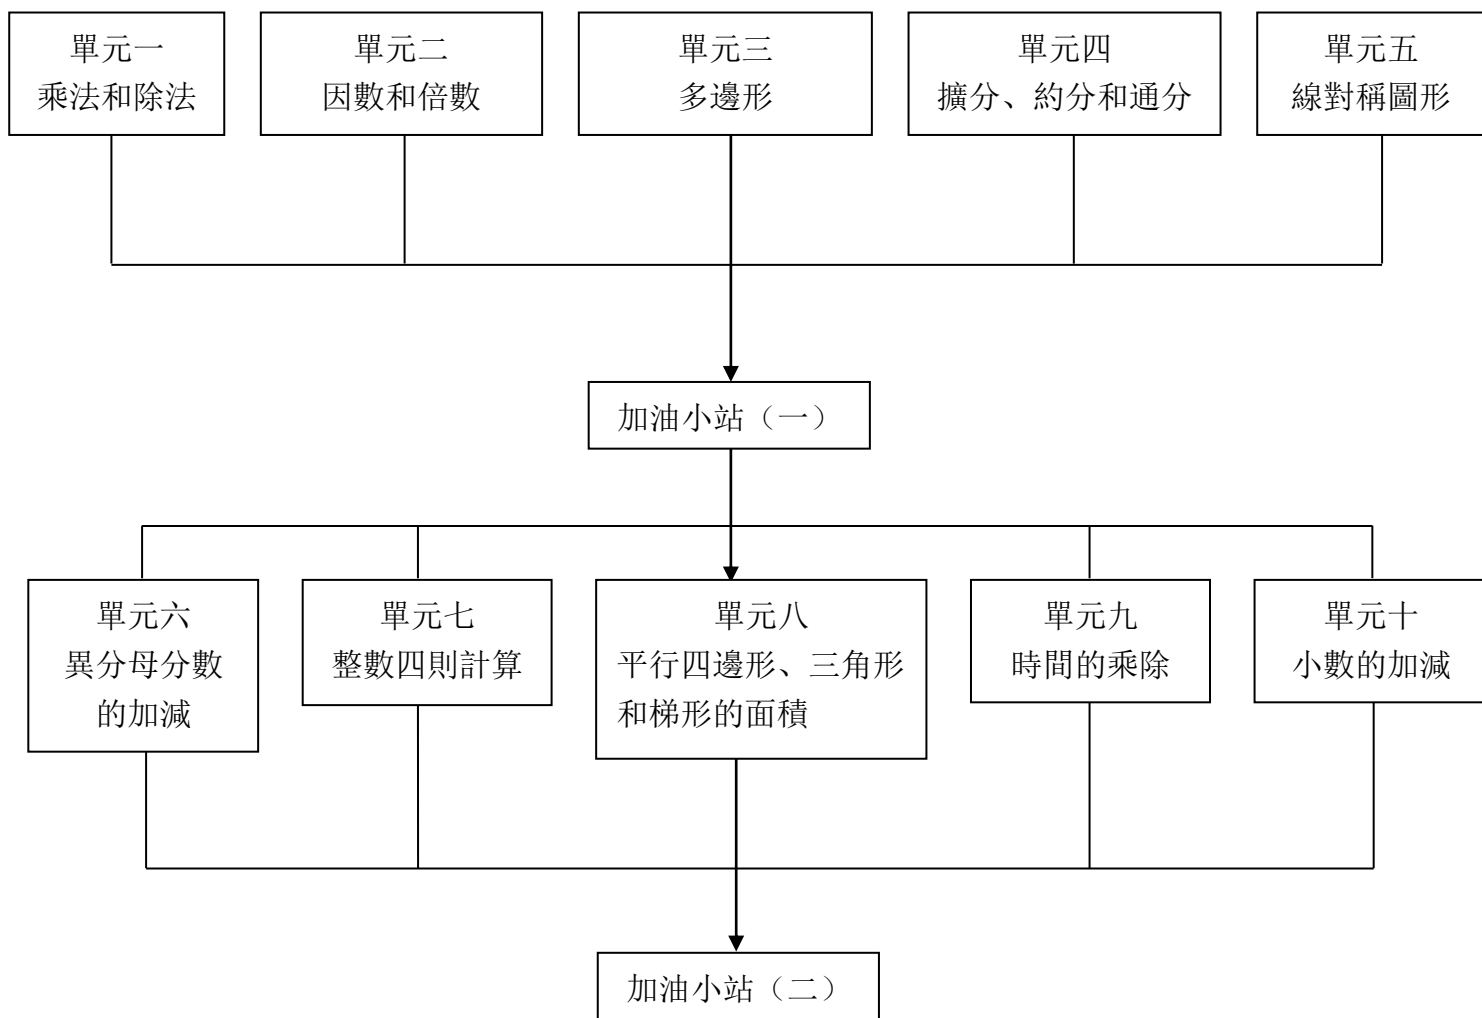 單元一
乘法和除法
單元二
因數和倍數
單元三
多邊形
單元四
擴分、約分和通分
單元五
線對稱圖形
加油小站（一）
單元六
異分母分數
的加減
單元七
整數四則計算
單元八
平行四邊形、三角形
和梯形的面積
單元九
時間的乘除
單元十
小數的加減
加油小站（二）